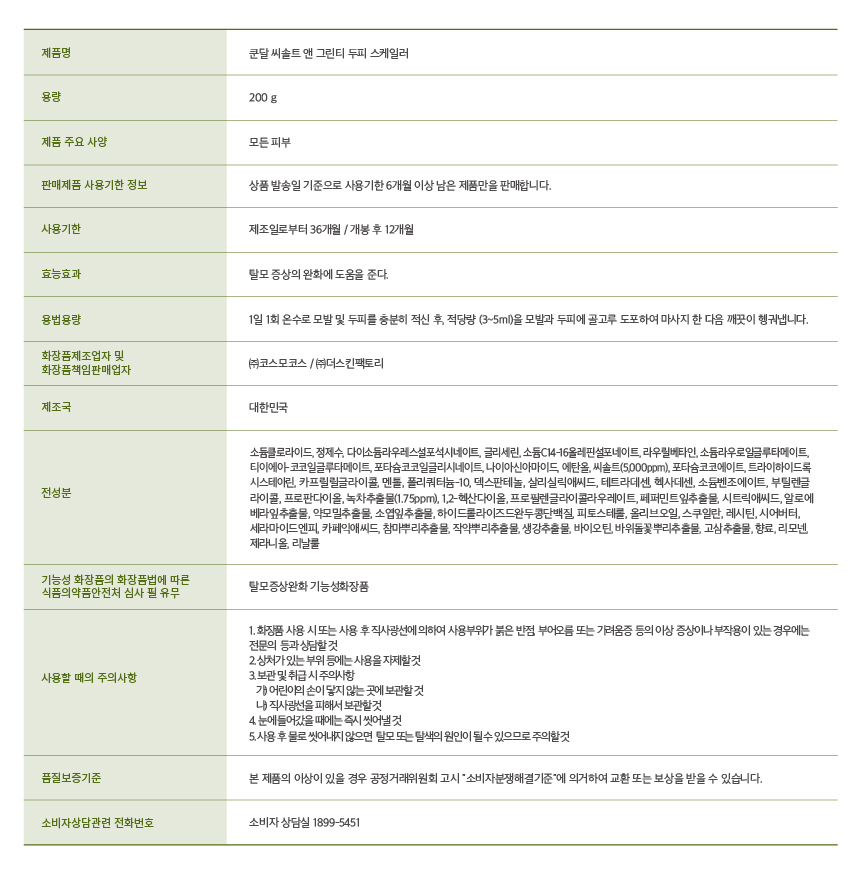 제품명
쿤달 씨솔트 앤 그린티 두피 스케일러
용량
200 g
제품 주요 사양
모든 피부
판매제품 사용기한 정보
상품 발송일 기준으로 사용기한 6개월 이상 남은 제품만을 판매합니다.
사용기한
제조일로부터 36개월 / 개봉 후 12개월
효능효과
탈모 증상의 완화에 도움을 준다.
용법용량
1일 1회 온수로 모발 및 두피를 충분히 적신 후, 적당량 (3~5ml)을 모발과 두피에 골고루 도포하여 마사지 한 다음 깨끗이 헹궈냅니다.
화장품제조업자 및
화장품책임판매업자
㈜코스모코스 / ㈜더스킨팩토리
제조국
대한민국
전성분
소듐클로라이드, 정제수, 다이소듐라우레스설포석시네이트, 글리세린, 소듐C14-16올레핀설포네이트, 라우릴베타인, 소듐라우로일글루타메이트,
티이에이-코코일글루타메이트, 포타슘코코일글리시네이트, 나이아신아마이드, 에탄올, 씨솔트(5,000ppm), 포타슘코코에이트, 트라이하이드록
시스테아린, 카프릴릴글라이콜, 멘톨, 폴리쿼터늄-10, 덱스판테놀, 살리실릭애씨드, 테트라데센, 헥사데센, 소듐벤조에이트, 부틸렌글
라이콜, 프로판다이올, 녹차추출물(1.75ppm), 1,2-헥산다이올, 프로필렌글라이콜라우레이트, 페퍼민트잎추출물, 시트릭애씨드, 알로에
베라잎추출물, 약모밀추출물, 소엽잎추출물, 하이드롤라이즈드완두콩단백질, 피토스테롤, 올리브오일, 스쿠알란, 레시틴, 시어버터,
세라마이드엔피, 카페익애씨드, 참마뿌리추출물, 작약뿌리추출물, 생강추출물, 바이오틴, 바위돌꽃뿌리추출물, 고삼추출물, 향료, 리모넨,
제라니올, 리날룰
기능성 화장품의 화장품법에 따른
식품의약품안전처 심사 필 유무
탈모증상완화 기능성화장품
사용할 때의 주의사항
1. 화장품 사용 시 또는 사용 후 직사광선에 의하여 사용부위가 붉은 반점, 부어오름 또는 가려움증 등의 이상 증상이나 부작용이 있는 경우에는
전문의 등과 상담할 것
2. 상처가 있는 부위 등에는 사용을 자제할 것
3. 보관 및 취급 시 주의사항
가) 어린이의 손이 닿지 않는 곳에 보관할 것
나) 직사광선을 피해서 보관할 것
4. 눈에 들어갔을 때에는 즉시 씻어낼 것
5. 사용 후 물로 씻어내지 않으면 탈모 또는 탈색의 원인이 될 수 있으므로 주의할 것
품질보증기준
본 제품의 이상이 있을 경우 공정거래위원회 고시 "소비자분쟁해결기준"에 의거하여 교환 또는 보상을 받을 수 있습니다.
소비자상담관련 전화번호
소비자 상담실 1899-5451